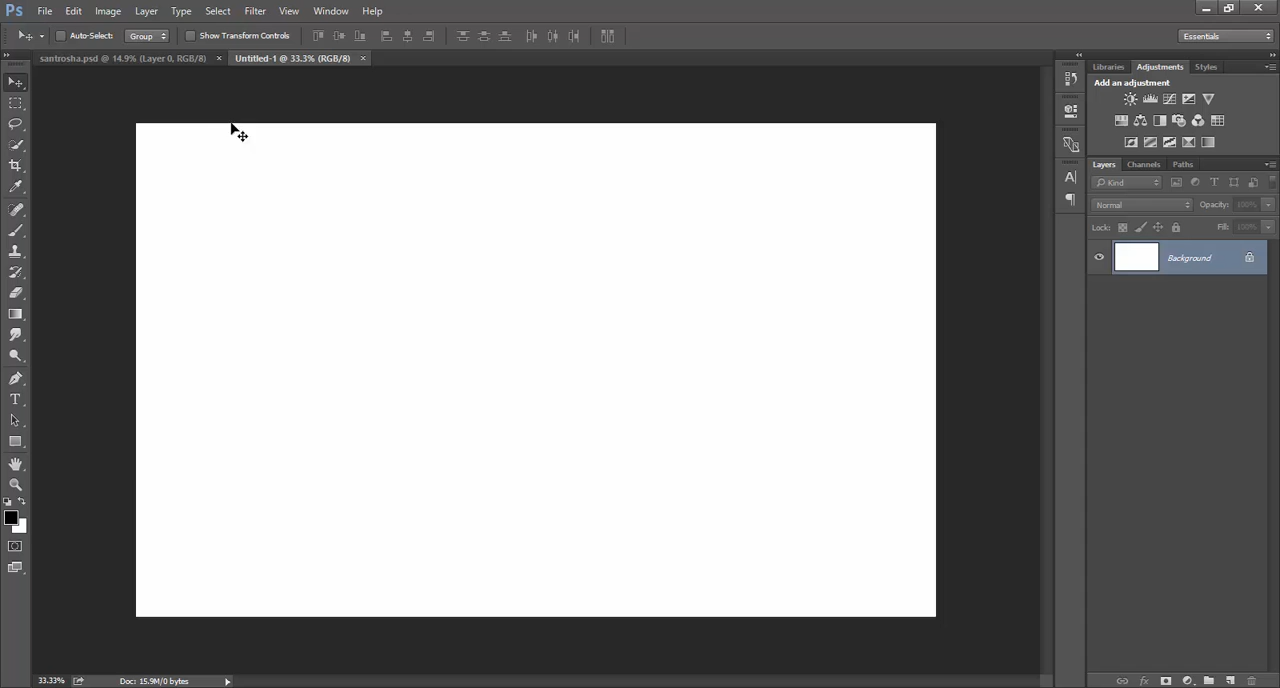 Ps File Edit Image Layer Type Select Filter View Window Help
Auto-Select: Group Show Transform Controls Essentials
santrosha.psd @ 14.9% (Layer 0, RGB/8) × Untitled-1 @ 33.3% (RGB/8) ×
Libraries Adjustments Styles
Add an adjustment
Layers Channels Paths
Kind
Normal Opacity: 100%
Lock: Fill: 100%
Background
33.33% Doc: 15.9M/0 bytes